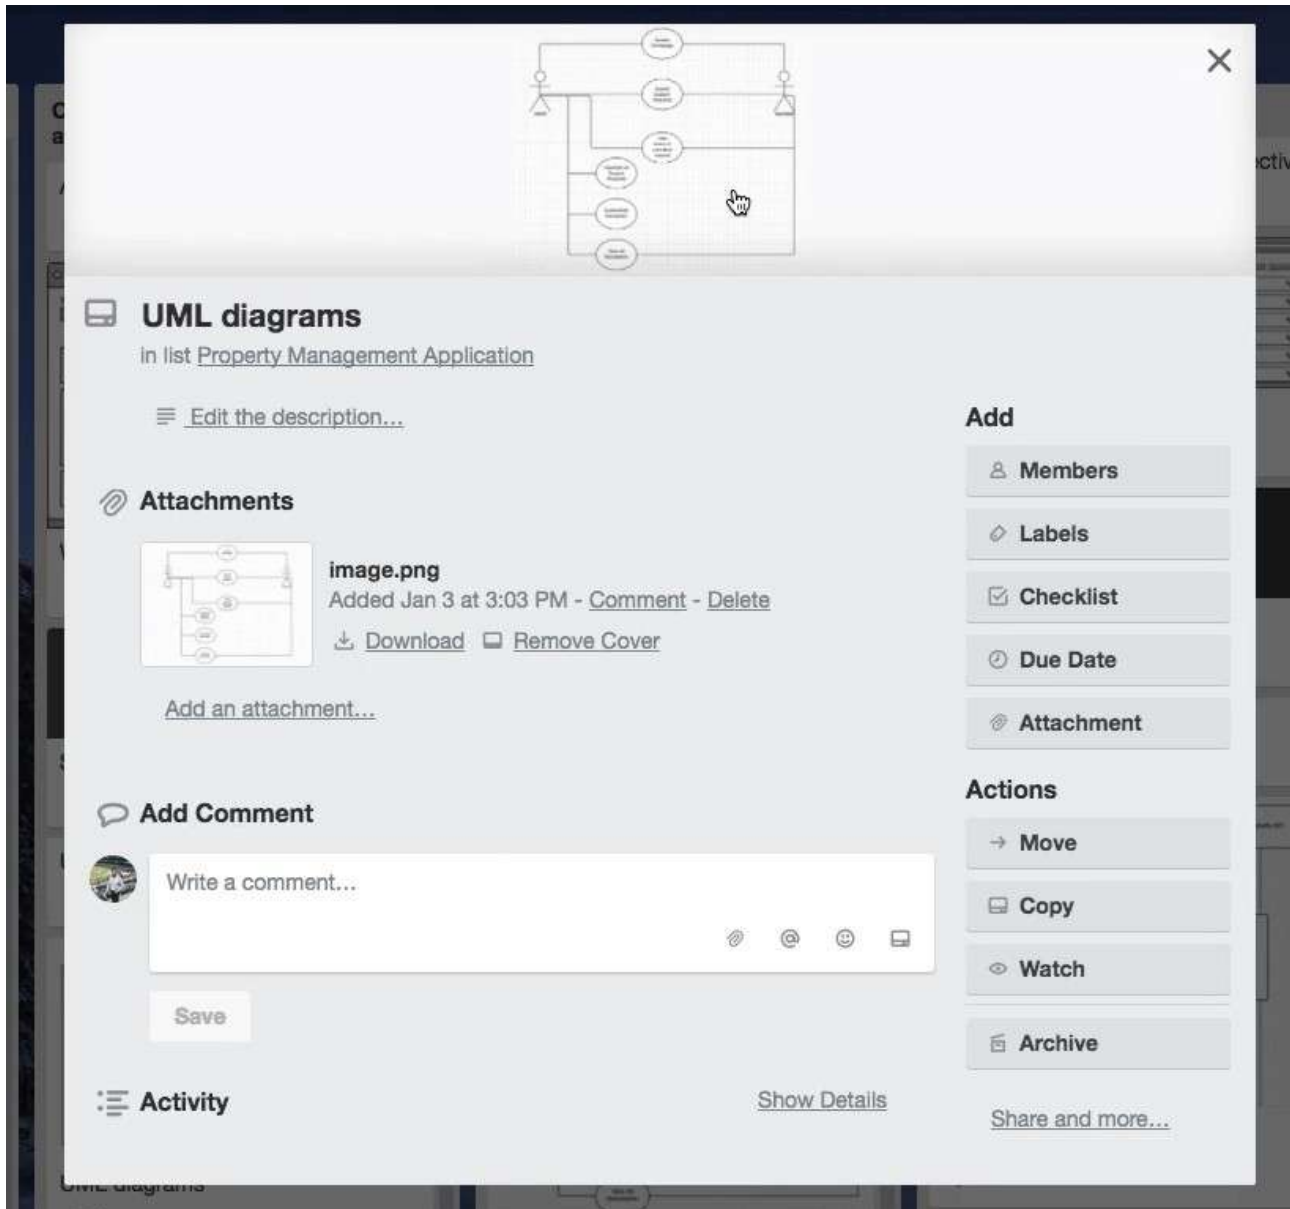 UML diagrams
in list Property Management Application
Edit the description...
Attachments
image.png
Added Jan 3 at 3:03 PM - Comment - Delete
Download Remove Cover
Add an attachment...
Add Comment
Write a comment...
Save
Activity
Show Details
Add
Members
Labels
Checklist
Due Date
Attachment
Actions
Move
Copy
Watch
Archive
Share and more...
UML diagrams